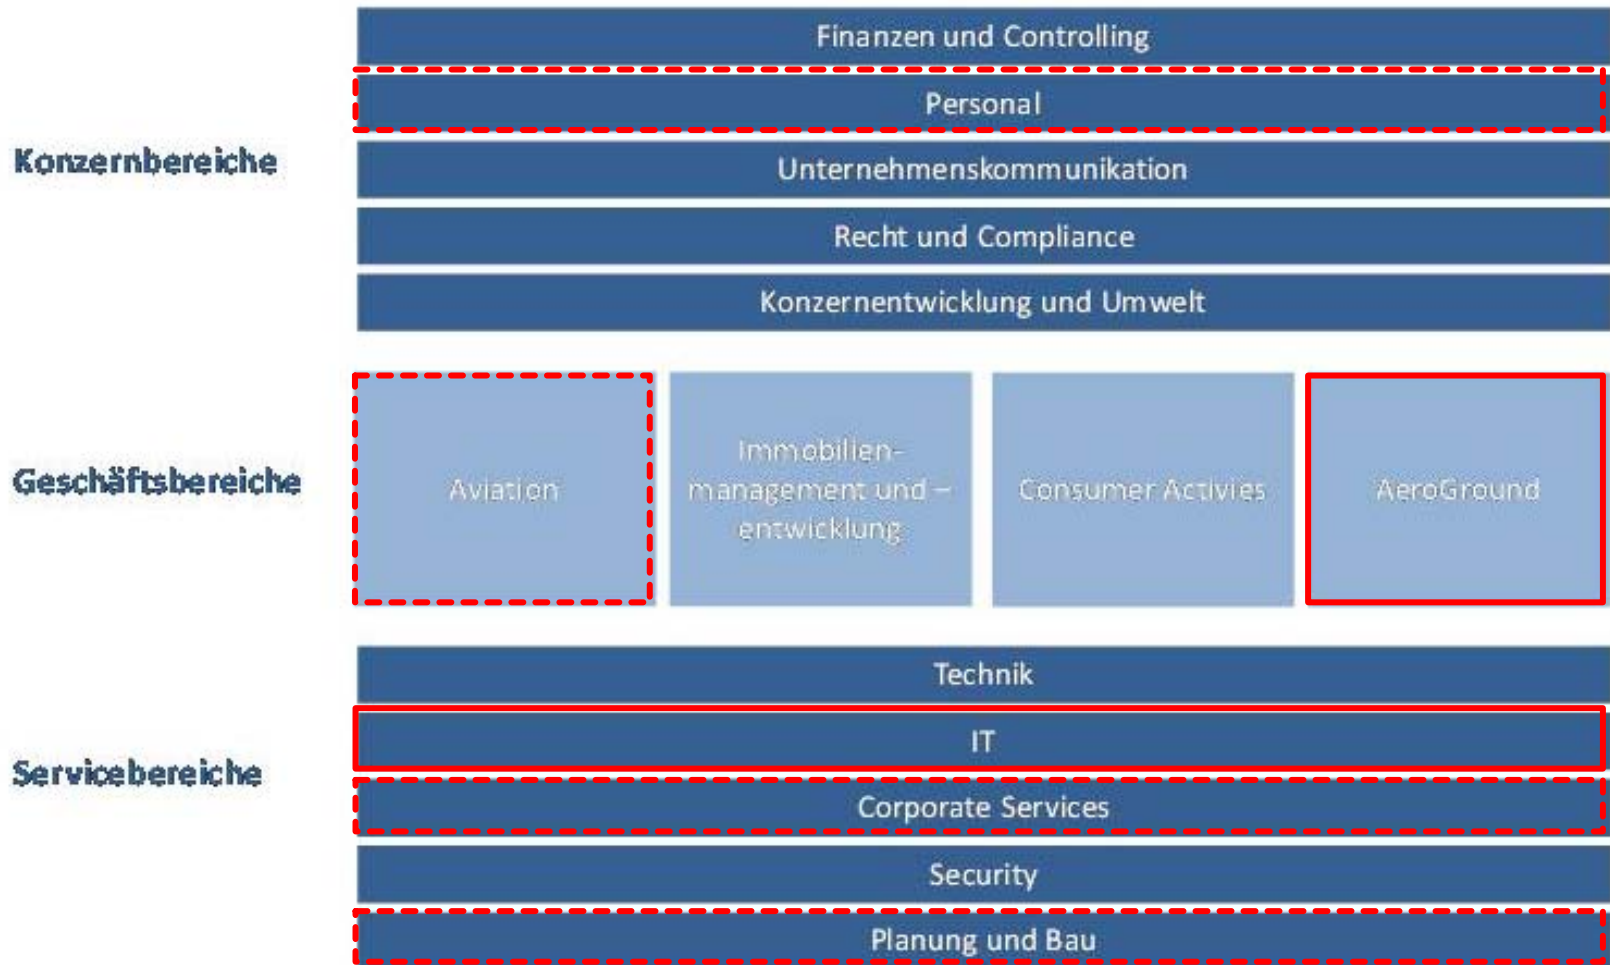 Finanzen und Controlling
Personal
Konzernbereiche
Unternehmenskommunikation
Recht und Compliance
Konzernentwicklung und Umwelt
Geschäftsbereiche
Aviation
Immobilien-
management und –
entwicklung
Consumer Activies
AeroGround
Technik
IT
Servicebereiche
Corporate Services
Security
Planung und Bau